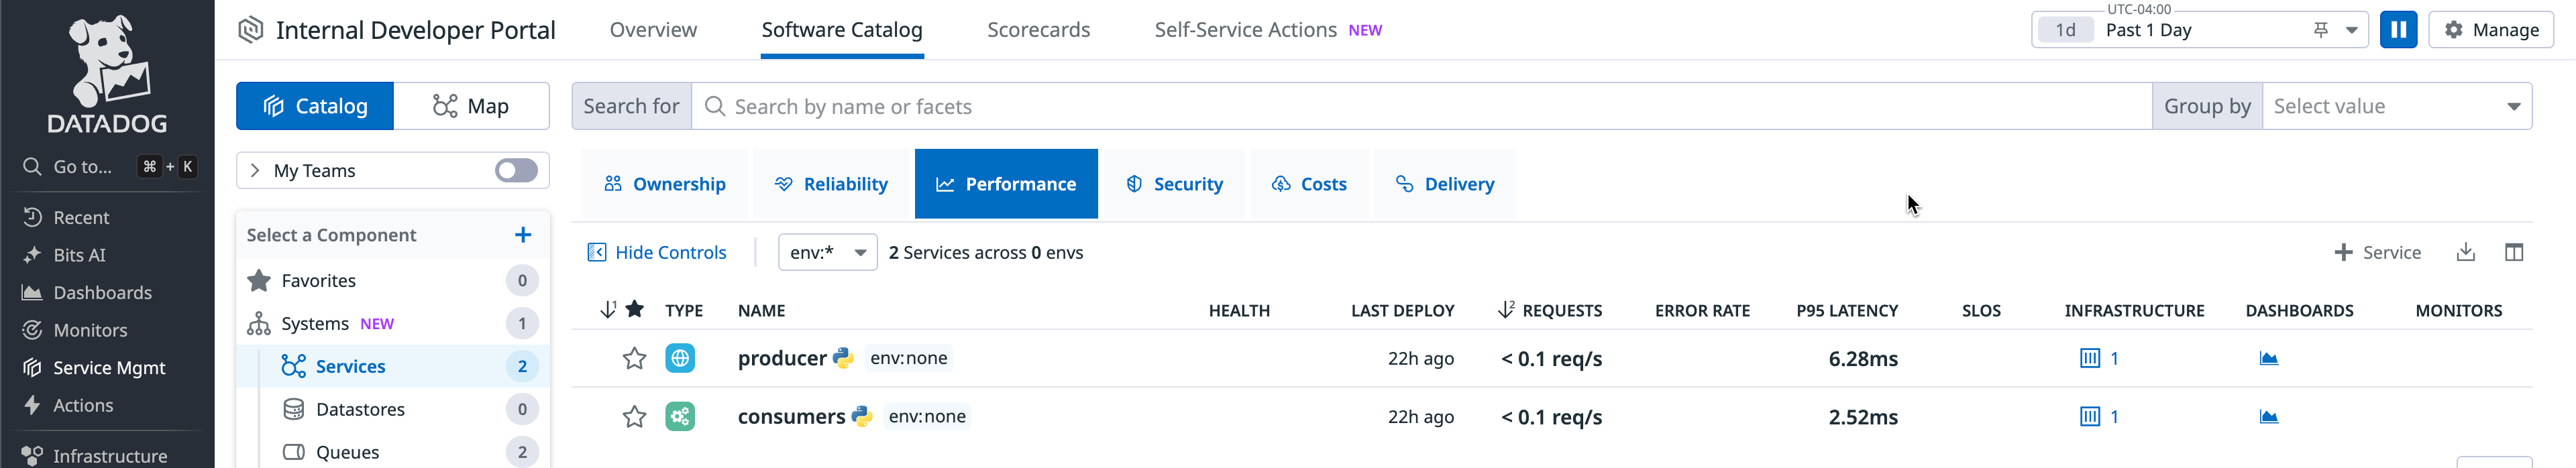 DATADOG
Go to... ⌘ + K
Recent
Bits AI
Dashboards
Monitors
Service Mgmt
Actions
Infrastructure
Internal Developer Portal Overview Software Catalog Scorecards Self-Service Actions NEW
UTC-04:00
1d Past 1 Day Manage
Catalog Map
My Teams
Select a Component +
Favorites 0
Systems NEW 1
Services 2
Datastores 0
Queues 2
Search for Search by name or facets Group by Select value
Ownership Reliability Performance Security Costs Delivery
Hide Controls env:* 2 Services across 0 envs + Service
1 TYPE NAME HEALTH LAST DEPLOY 2 REQUESTS ERROR RATE P95 LATENCY SLOS INFRASTRUCTURE DASHBOARDS MONITORS
producer env:none 22h ago < 0.1 req/s 6.28ms 1
consumers env:none 22h ago < 0.1 req/s 2.52ms 1